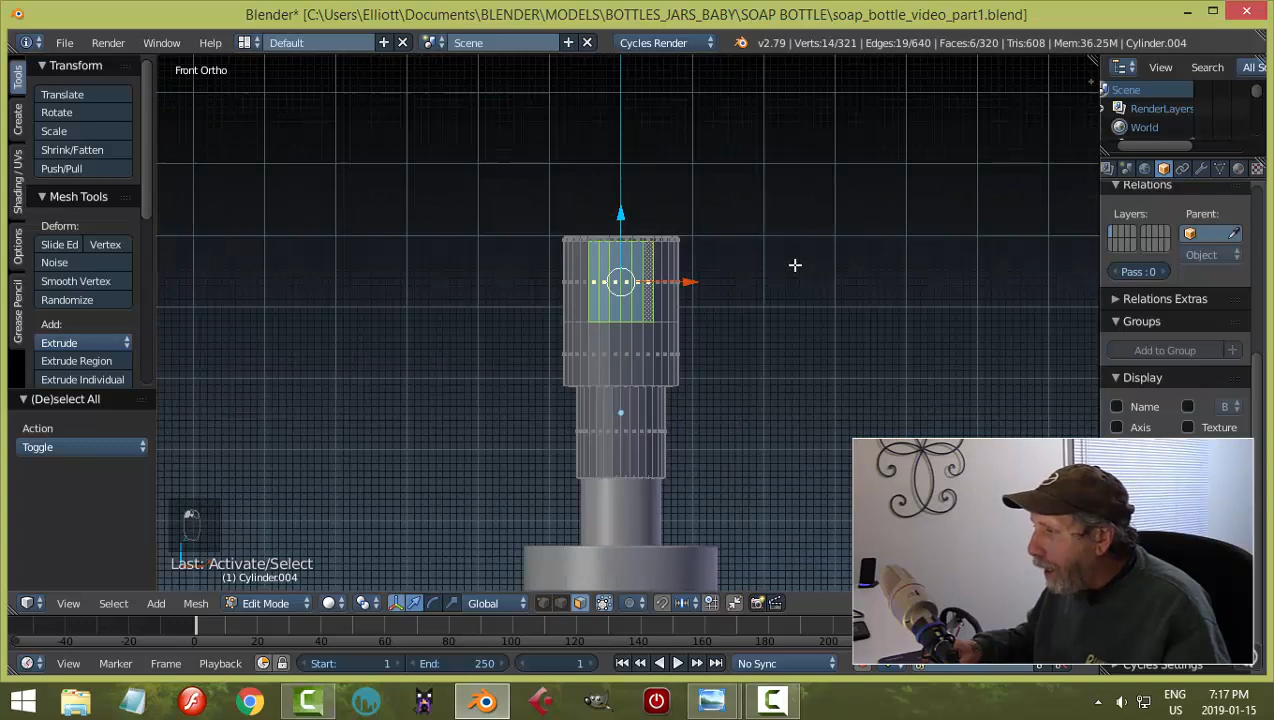 Blender* [C:\Users\Elliott\Documents\BLENDER\MODELS\BOTTLES_JARS_BABY\SOAP BOTTLE\soap_bottle_video_part1.blend]
File Render Window Help Default Scene Cycles Render v2.79 | Verts:14/321 | Edges:19/640 | Faces:6/320 | Tris:608 | Mem:36.25M | Cylinder.004
Tools
Create
Shading / UVs
Options
Grease Pencil
Transform
Translate
Rotate
Scale
Shrink/Fatten
Push/Pull
Mesh Tools
Deform:
Slide Ed Vertex
Noise
Smooth Vertex
Randomize
Add:
Extrude
Extrude Region
Extrude Individual
(De)select All
Action
Toggle
Front Ortho
Last: Activate/Select
(1) Cylinder.004
View Search All S
Scene
RenderLayers
World
Relations
Layers: Parent:
Object
Pass : 0
Relations Extras
Groups
Add to Group
Display
Name B
Axis Texture
Cycles Settings
View Select Add Mesh Edit Mode Global
-40 -20 0 20 40 60 80 100 120 140 160 180 200
View Marker Frame Playback Start: 1 End: 250 1 No Sync
ENG 7:17 PM
US 2019-01-15